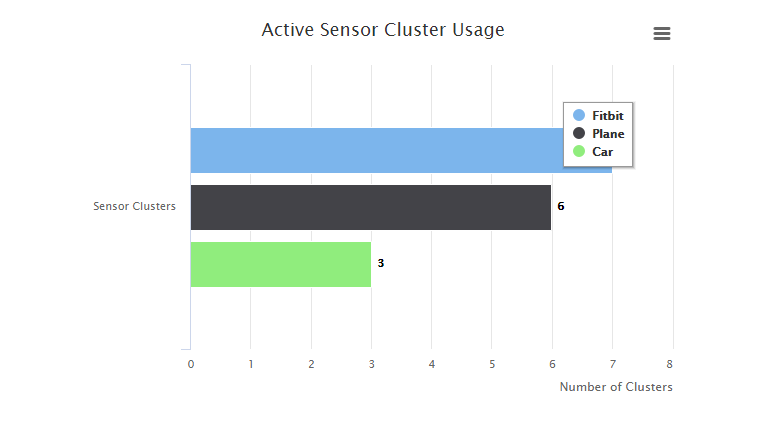 Active Sensor Cluster Usage
Fitbit
Plane
Car
Sensor Clusters
6
3
0 1 2 3 4 5 6 7 8
Number of Clusters